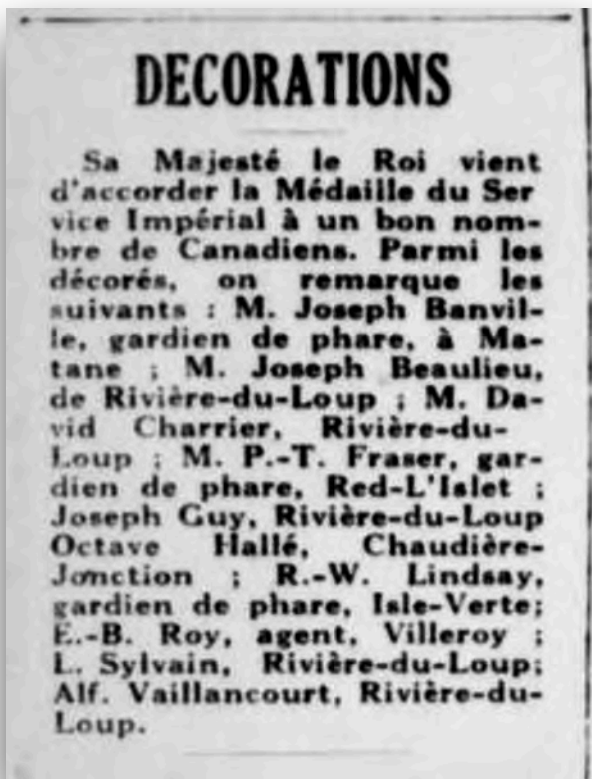 DECORATIONS
Sa Majesté le Roi vient
d'accorder la Médaille du Ser
vice Impérial à un bon nom-
bre de Canadiens. Parmi les
décorés, on remarque les
suivants : M. Joseph Banvil-
le, gardien de phare, à Ma-
tane ; M. Joseph Beaulieu,
de Rivière-du-Loup ; M. Da-
vid Charrier, Rivière-du-
Loup ; M. P.-T. Fraser, gar-
dien de phare, Red-L'Islet ;
Joseph Guy, Rivière-du-Loup
Octave Hallé, Chaudière-
Jonction ; R.-W. Lindsay,
gardien de phare, Isle-Verte;
E.-B. Roy, agent, Villeroy ;
L. Sylvain, Rivière-du-Loup;
Alf. Vaillancourt, Rivière-du-
Loup.